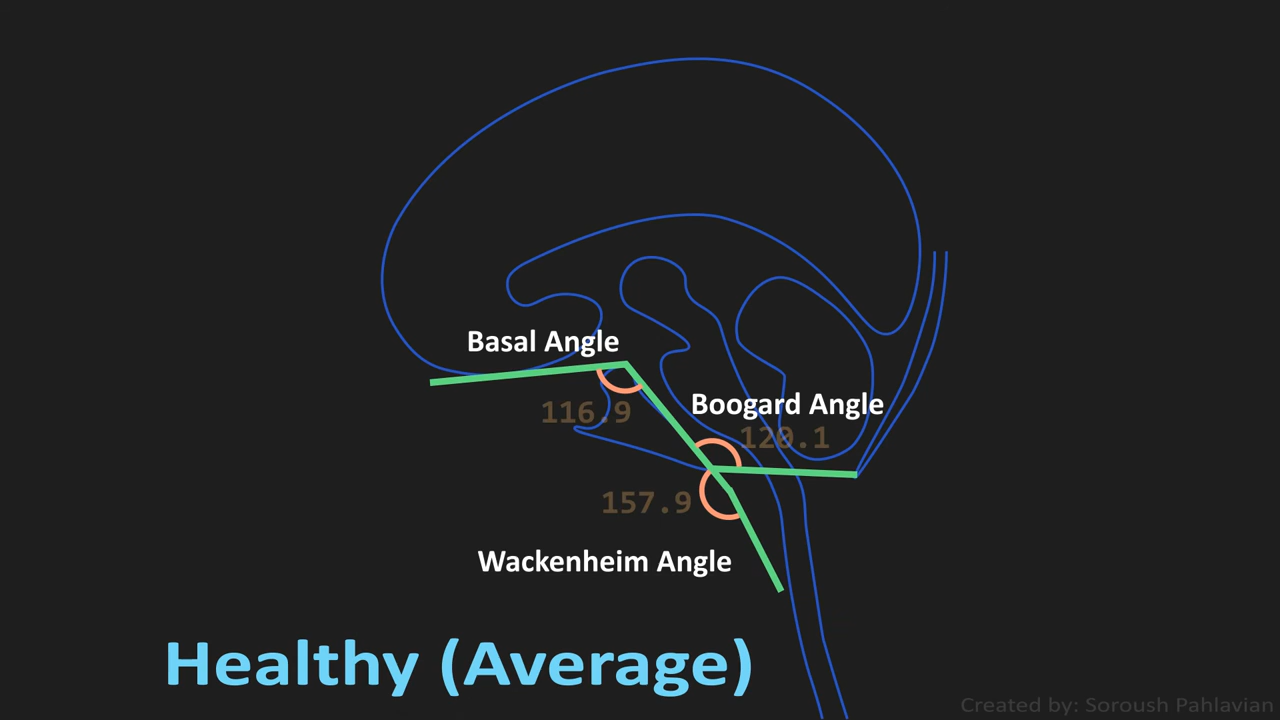 Basal Angle
116.9
Boogard Angle
120.1
157.9
Wackenheim Angle
Healthy (Average)
Created by: Soroush Pahlavian